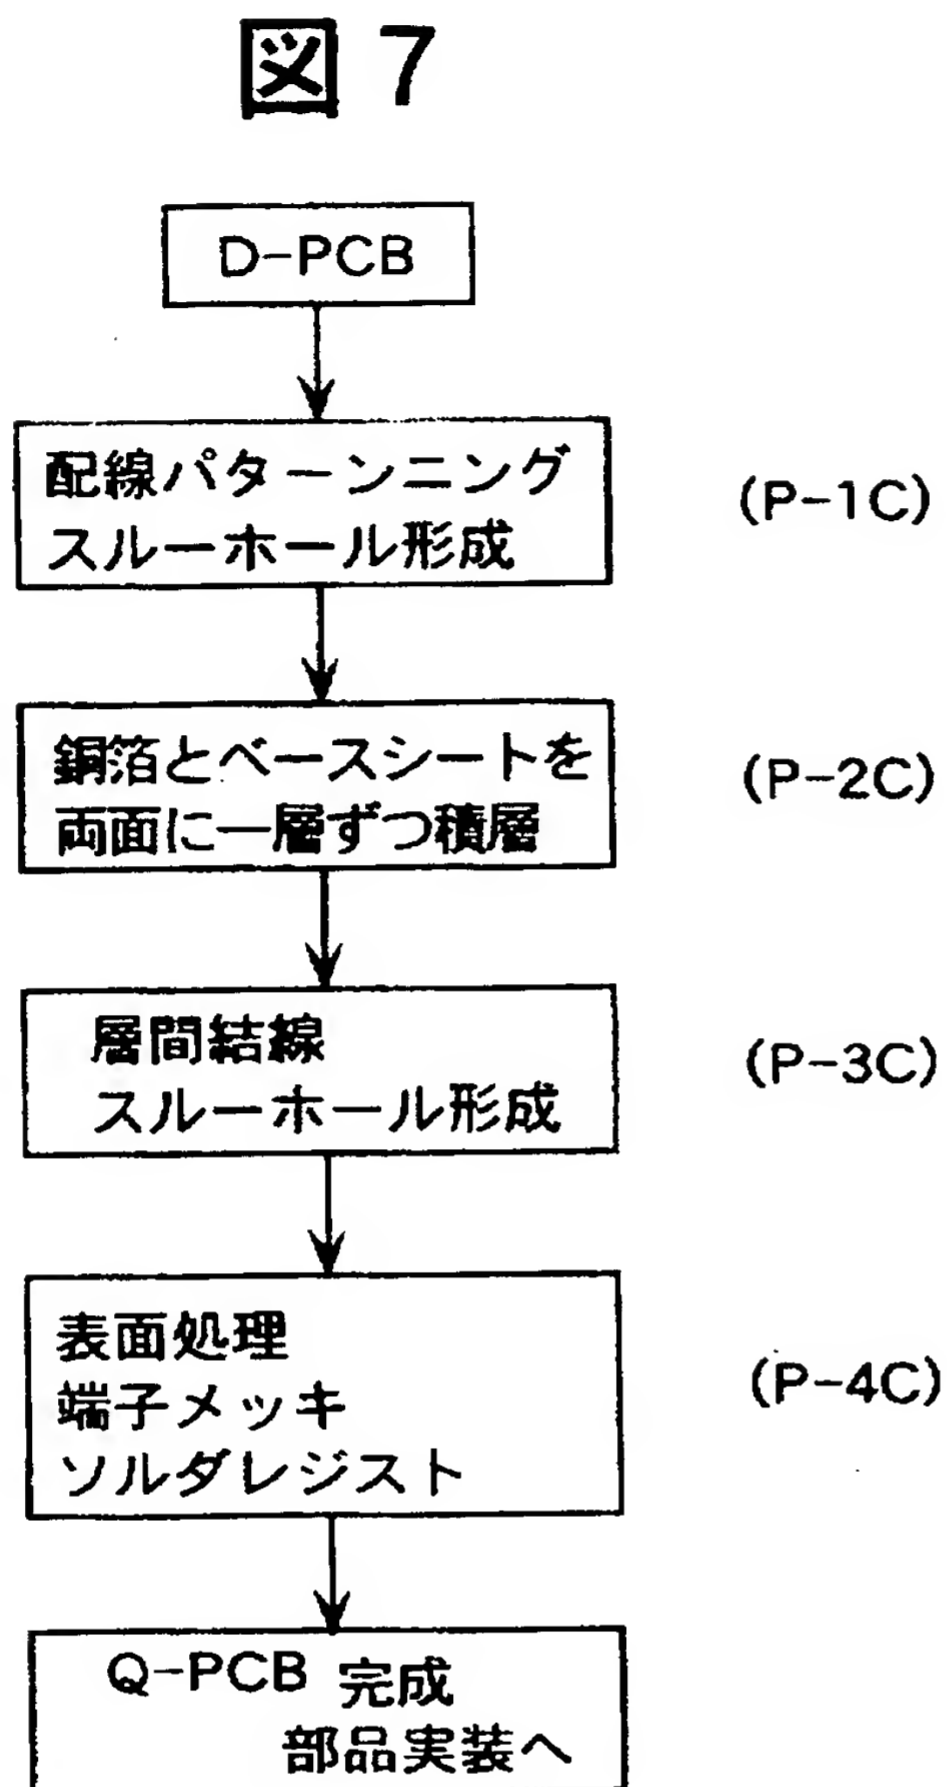 図 7
D-PCB
配線パターンニング
スルーホール形成
(P-1C)
銅箔とベースシートを
両面に一層ずつ積層
(P-2C)
層間結線
スルーホール形成
(P-3C)
表面処理
端子メッキ
ソルダレジスト
(P-4C)
Q-PCB 完成
部品実装へ